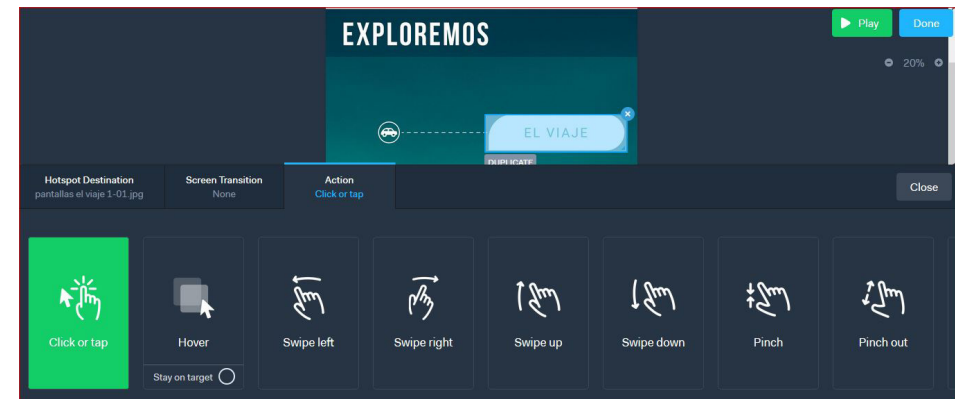 EXPLOREMOS
Play
Done
20%
EL VIAJE
DUPLICATE
Hotspot Destination
pantallas el viaje 1-01.jpg
Screen Transition
None
Action
Click or tap
Close
Click or tap
Hover
Stay on target
Swipe left
Swipe right
Swipe up
Swipe down
Pinch
Pinch out